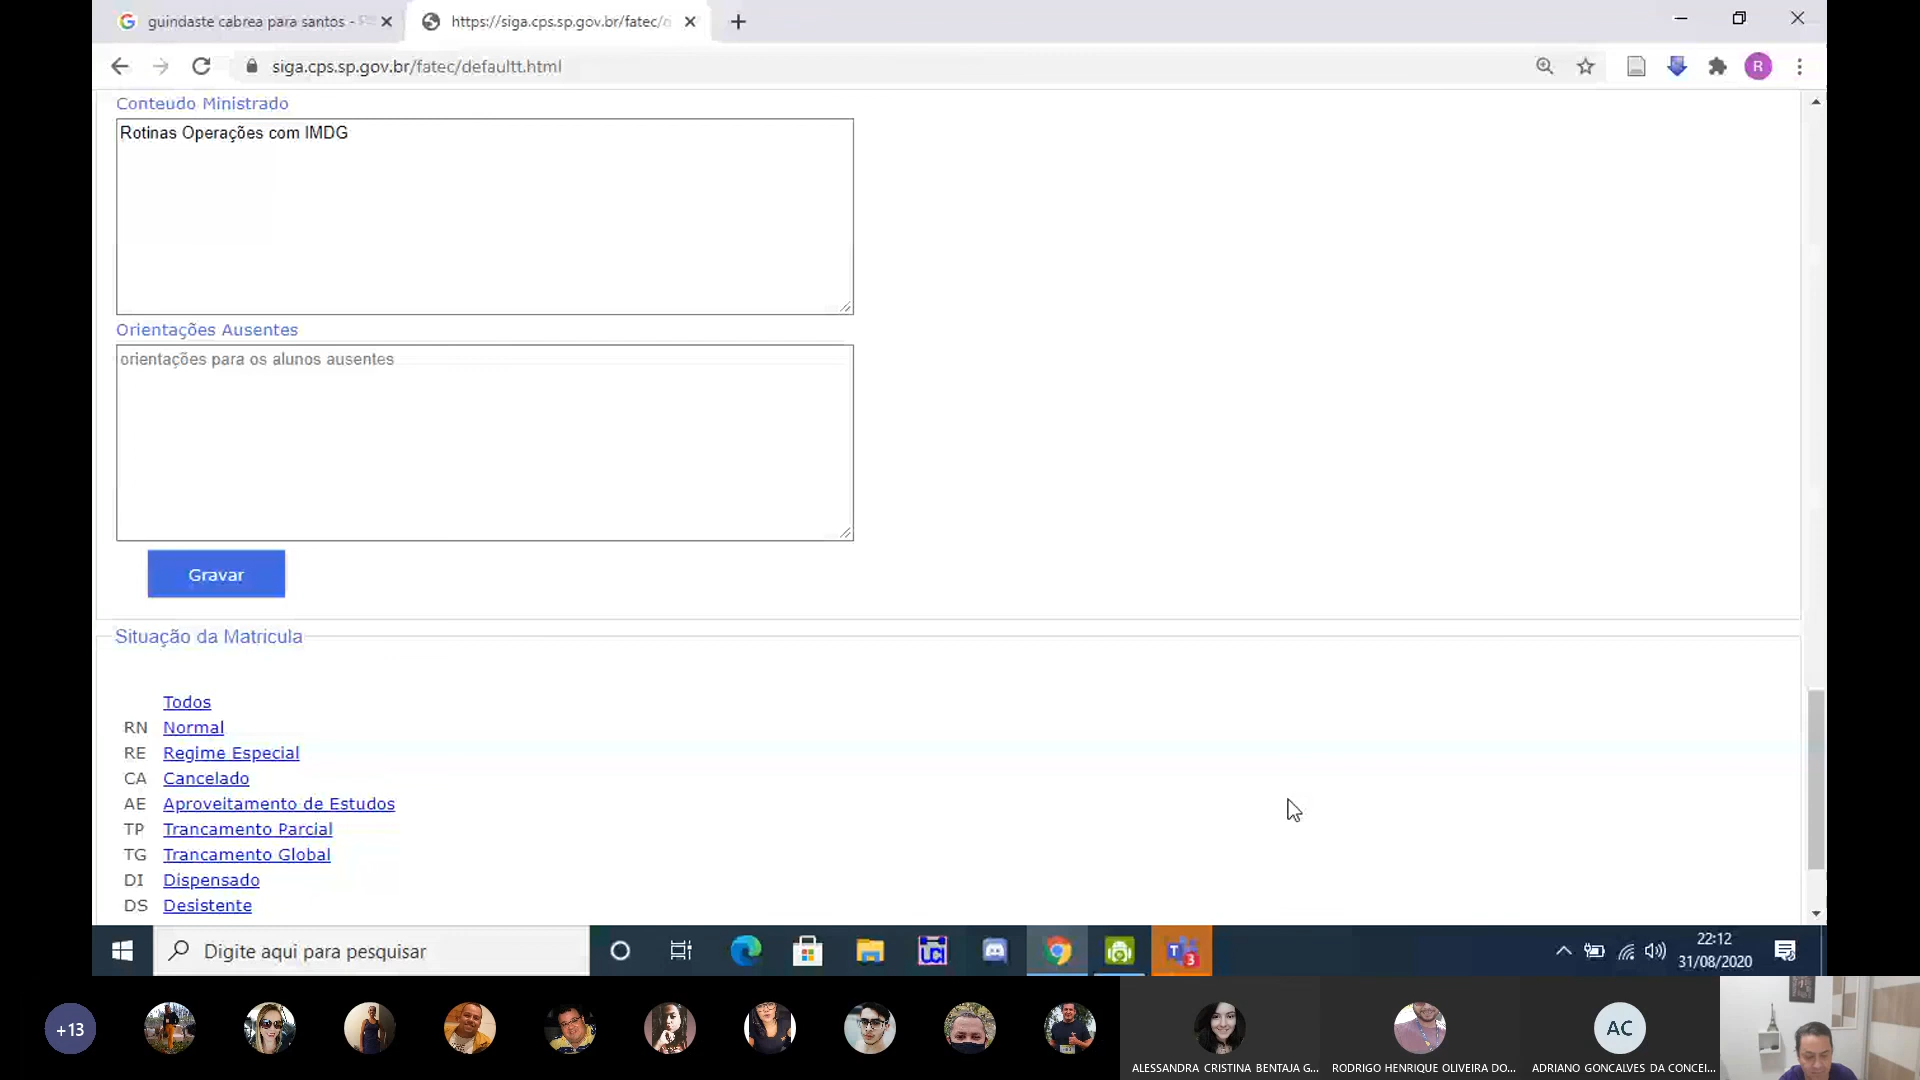 guindaste cabrea para santos -
https://siga.cps.sp.gov.br/fatec/
siga.cps.sp.gov.br/fatec/defaultt.html
R
Conteudo Ministrado
Rotinas Operações com IMDG
Orientações Ausentes
orientações para os alunos ausentes
Gravar
Situação da Matricula
Todos
RN Normal
RE Regime Especial
CA Cancelado
AE Aproveitamento de Estudos
TP Trancamento Parcial
TG Trancamento Global
DI Dispensado
DS Desistente
Digite aqui para pesquisar
UCI
T
3
22:12
31/08/2020
+13
AC
ALESSANDRA CRISTINA BENTAJA G...
RODRIGO HENRIQUE OLIVEIRA DO...
ADRIANO GONCALVES DA CONCEI...